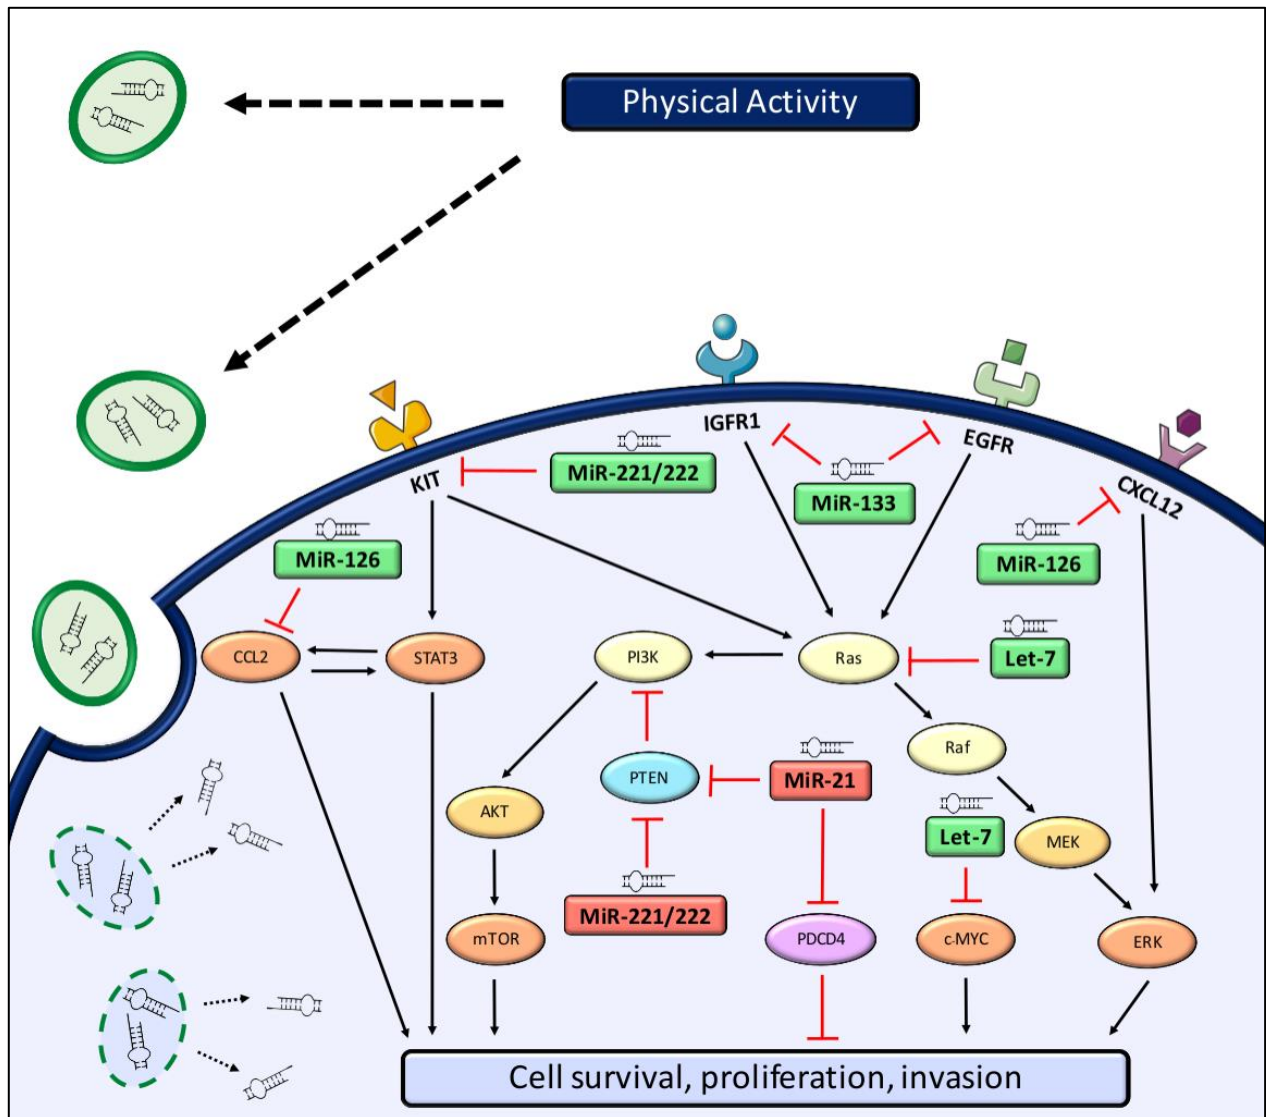 Physical Activity
IGFR1
EGFR
KIT
MiR-221/222
MiR-133
CXCL12
MiR-126
MiR-126
CCL2
STAT3
PI3K
Ras
Let-7
Raf
PTEN
MiR-21
AKT
Let-7
MEK
MiR-221/222
mTOR
PDCD4
c-MYC
ERK
Cell survival, proliferation, invasion